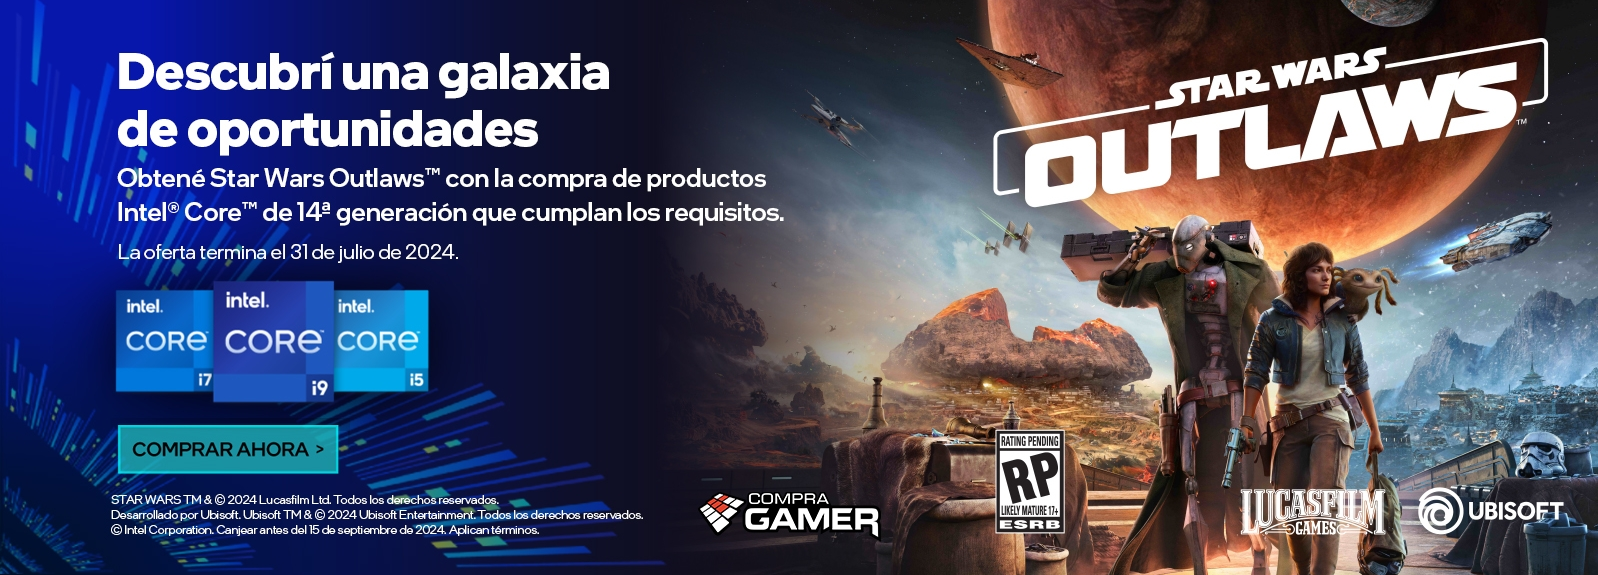 Descubrí una galaxia
de oportunidades
Obtené Star Wars Outlaws™ con la compra de productos
Intel® Core™ de 14ª generación que cumplan los requisitos.
La oferta termina el 31 de julio de 2024.
intel.
CORE™
i7
intel.
CORE™
i9
intel.
CORE™
i5
COMPRAR AHORA >
STAR WARS TM & © 2024 Lucasfilm Ltd. Todos los derechos reservados.
Desarrollado por Ubisoft. Ubisoft TM & © 2024 Ubisoft Entertainment. Todos los derechos reservados.
© Intel Corporation. Canjear antes del 15 de septiembre de 2024. Aplican términos.
COMPRA
GAMER
STAR WARS
OUTLAWS™
RATING PENDING
RP
LIKELY MATURE 17+
ESRB
LUCASFILM
GAMES
UBISOFT